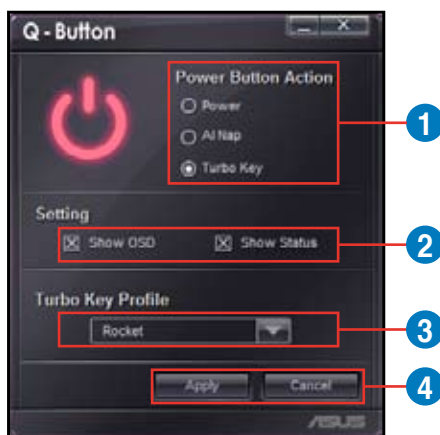 Q - Button
Power Button Action
Power
AI Nap
Turbo Key
1
Setting
Show OSD Show Status
2
Turbo Key Profile
Rocket
3
Apply Cancel
4
ASUS